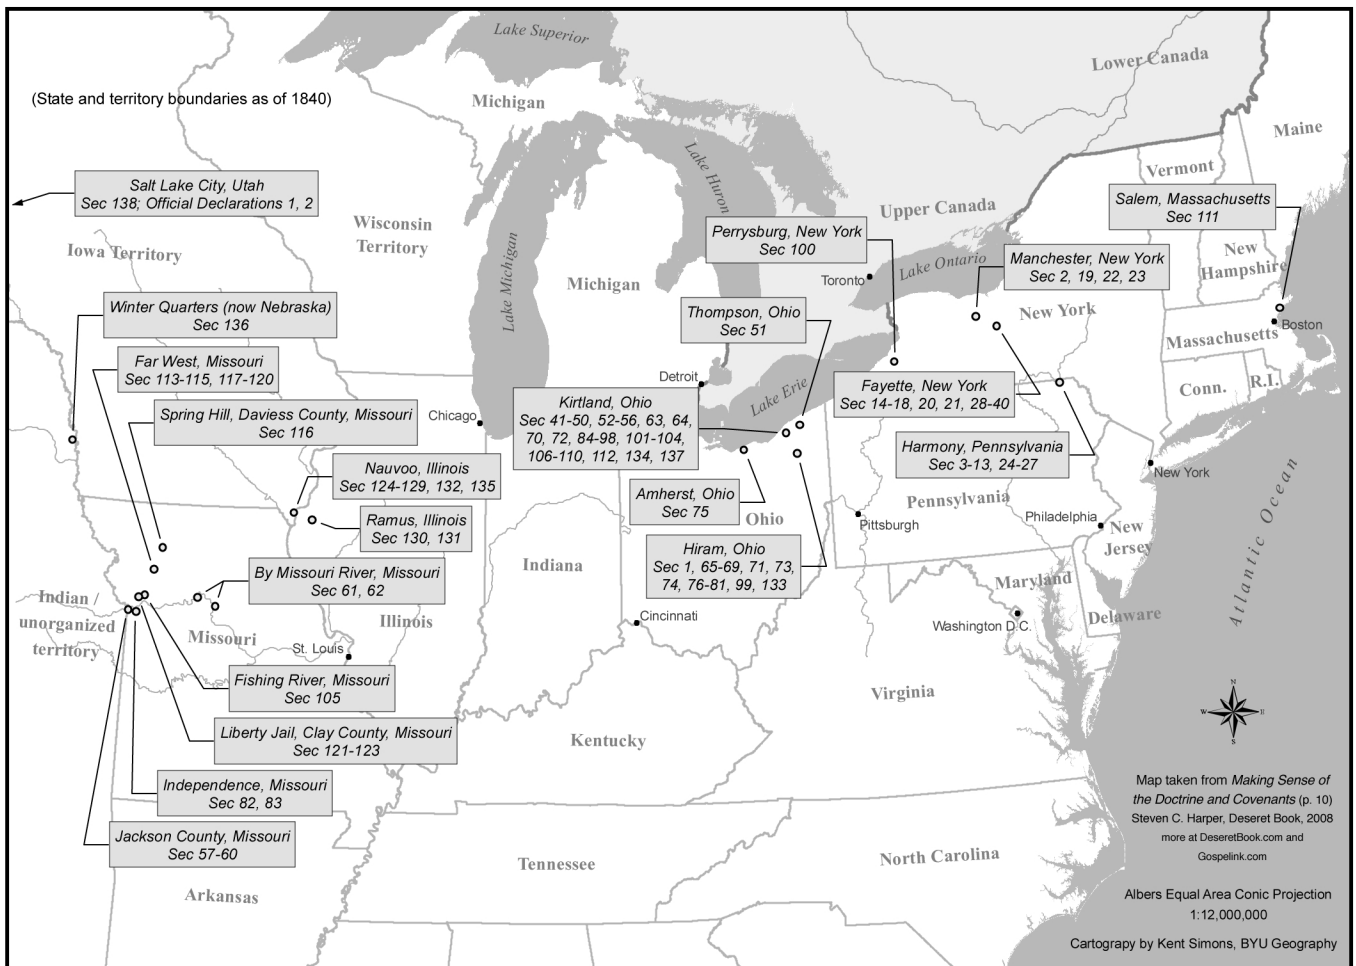 Lake Superior
Lower Canada
(State and territory boundaries as of 1840)
Michigan
Maine
Vermont
Lake Huron
Salt Lake City, Utah
Sec 138; Official Declarations 1, 2
Salem, Massachusetts
Sec 111
Upper Canada
Wisconsin
Territory
Perrysburg, New York
Sec 100
Iowa Territory
Lake Michigan
Michigan
Toronto
Lake Ontario
Manchester, New York
Sec 2, 19, 22, 23
New
Hampshire
Winter Quarters (now Nebraska)
Sec 136
Thompson, Ohio
Sec 51
New York
Boston
Massachusetts
Far West, Missouri
Sec 113-115, 117-120
Detroit
Lake Erie
Fayette, New York
Sec 14-18, 20, 21, 28-40
Conn.
R.I.
Spring Hill, Daviess County, Missouri
Sec 116
Chicago
Kirtland, Ohio
Sec 41-50, 52-56, 63, 64,
70, 72, 84-98, 101-104,
106-110, 112, 134, 137
Harmony, Pennsylvania
Sec 3-13, 24-27
New York
Nauvoo, Illinois
Sec 124-129, 132, 135
Amherst, Ohio
Sec 75
Ohio
Pennsylvania
Pittsburgh
Philadelphia
New
Jersey
Atlantic Ocean
Ramus, Illinois
Sec 130, 131
Hiram, Ohio
Sec 1, 65-69, 71, 73,
74, 76-81, 99, 133
Indiana
By Missouri River, Missouri
Sec 61, 62
Maryland
Delaware
Washington D.C.
Indian /
unorganized
territory
Missouri
Illinois
Cincinnati
St. Louis
Fishing River, Missouri
Sec 105
Virginia
N
W
E
S
Liberty Jail, Clay County, Missouri
Sec 121-123
Kentucky
Independence, Missouri
Sec 82, 83
Jackson County, Missouri
Sec 57-60
Tennessee
North Carolina
Arkansas
Map taken from Making Sense of
the Doctrine and Covenants (p. 10)
Steven C. Harper, Deseret Book, 2008
more at DeseretBook.com and
Gospelink.com
Albers Equal Area Conic Projection
1:12,000,000
Cartograpy by Kent Simons, BYU Geography